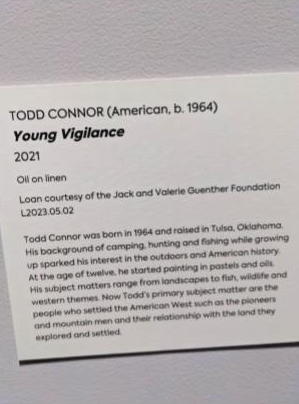 TODD CONNOR (American, b. 1964)
Young Vigilance
2021
Oil on linen
Loan courtesy of the Jack and Valerie Guenther Foundation
L2023.05.02
Todd Connor was born in 1964 and raised in Tulsa, Oklahoma.
His background of camping, hunting and fishing while growing
up sparked his interest in the outdoors and American history.
At the age of twelve, he started painting in pastels and oils.
His subject matters range from landscapes to fish, wildlife and
western themes. Now Todd's primary subject matter are the
people who settled the American West such as the pioneers
and mountain men and their relationship with the land they
explored and settled.